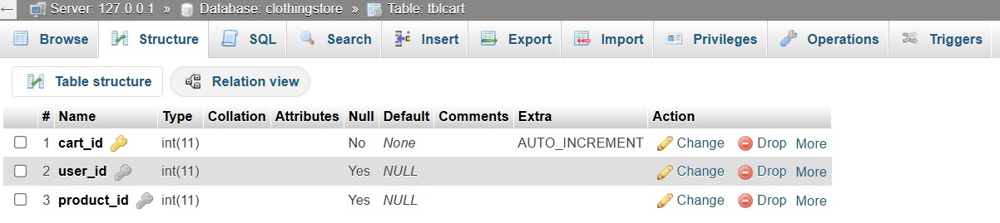 ← Server: 127.0.0.1 » Database: clothingstore » Table: tblcart
Browse Structure SQL Search Insert Export Import Privileges Operations Triggers
Table structure Relation view
# Name Type Collation Attributes Null Default Comments Extra Action
1 cart_id int(11) No None AUTO_INCREMENT Change Drop More
2 user_id int(11) Yes NULL Change Drop More
3 product_id int(11) Yes NULL Change Drop More